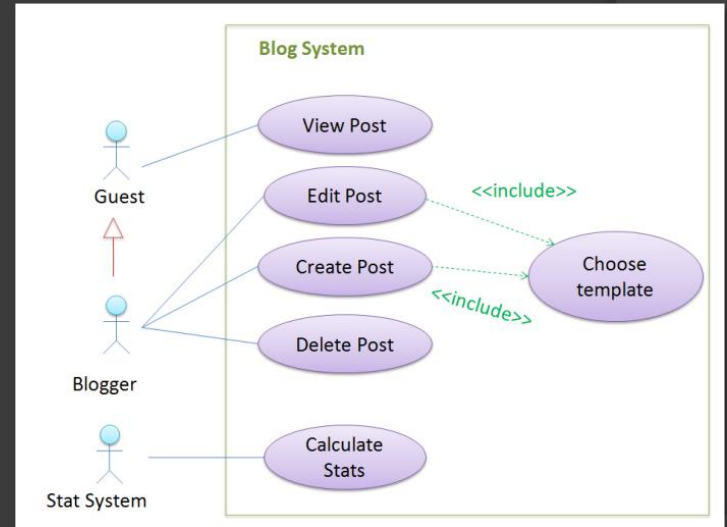 Blog System
View Post
Guest
Edit Post
<<include>>
Create Post
Choose
template
<<include>>
Delete Post
Blogger
Calculate
Stats
Stat System